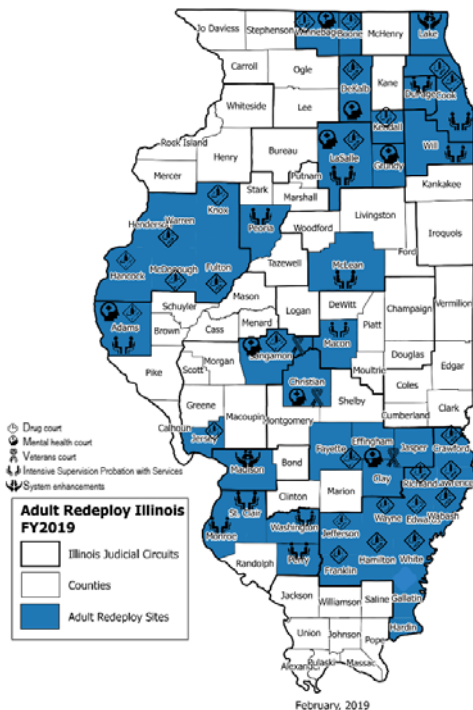 Jo Daviess
Stephenson
Winnebago
Boone
McHenry
Lake
Carroll
Ogle
DeKalb
Kane
Cook
DuPage
Whiteside
Lee
Kendall
Will
Rock Island
Henry
Bureau
LaSalle
Grundy
Mercer
Putnam
Kankakee
Stark
Marshall
Knox
Warren
Henderson
Peoria
Woodford
Livingston
Iroquois
Ford
Hancock
McDonough
Fulton
Tazewell
McLean
Mason
Schuyler
Logan
DeWitt
Champaign
Vermilion
Adams
Brown
Cass
Menard
Piatt
Macon
Sangamon
Morgan
Scott
Douglas
Moultrie
Edgar
Pike
Christian
Coles
Shelby
Greene
Macoupin
Montgomery
Cumberland
Clark
Calhoun
Jersey
Fayette
Effingham
Jasper
Crawford
Drug court
Mental health court
Veterans court
Intensive Supervision Probation with Services
System enhancements
Madison
Bond
Clay
Richland
Lawrence
Clinton
Marion
St. Clair
Wayne
Edwards
Wabash
Monroe
Washington
Jefferson
Randolph
Perry
Franklin
Hamilton
White
Jackson
Williamson
Saline
Gallatin
Hardin
Union
Johnson
Pope
Alexander
Pulaski
Massac
Adult Redeploy Illinois
FY2019
Illinois Judicial Circuits
Counties
Adult Redeploy Sites
February, 2019